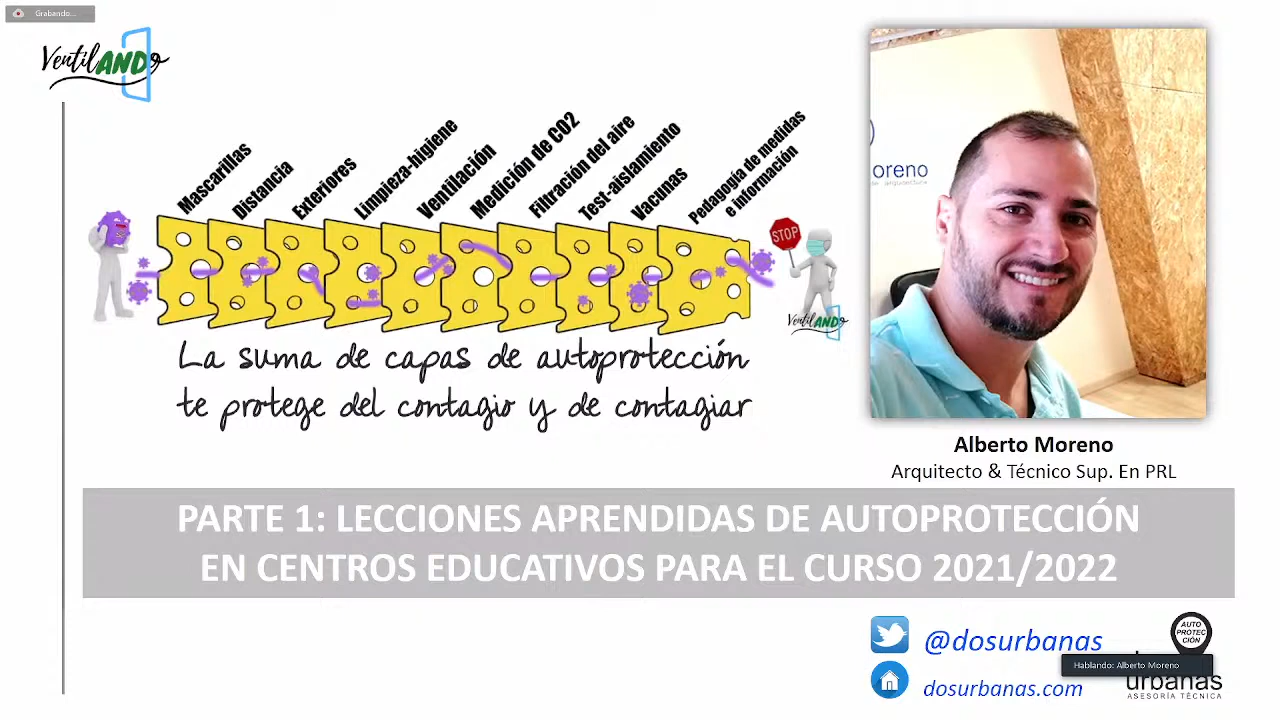 Grabando...
VentilANDo
Mascarillas
Distancia
Exteriores
Limpieza-higiene
Ventilación
Medición de CO2
Filtración del aire
Test-aislamiento
Vacunas
Pedagogía de medidas
e información
STOP
VentilANDo
La suma de capas de autoprotección
te protege del contagio y de contagiar
oreno
Alberto Moreno
Arquitecto & Técnico Sup. En PRL
PARTE 1: LECCIONES APRENDIDAS DE AUTOPROTECCIÓN
EN CENTROS EDUCATIVOS PARA EL CURSO 2021/2022
@dosurbanas
dosurbanas.com
AUTO
PROTEC
CIÓN
Hablando: Alberto Moreno
urbanas
ASESORÍA TÉCNICA